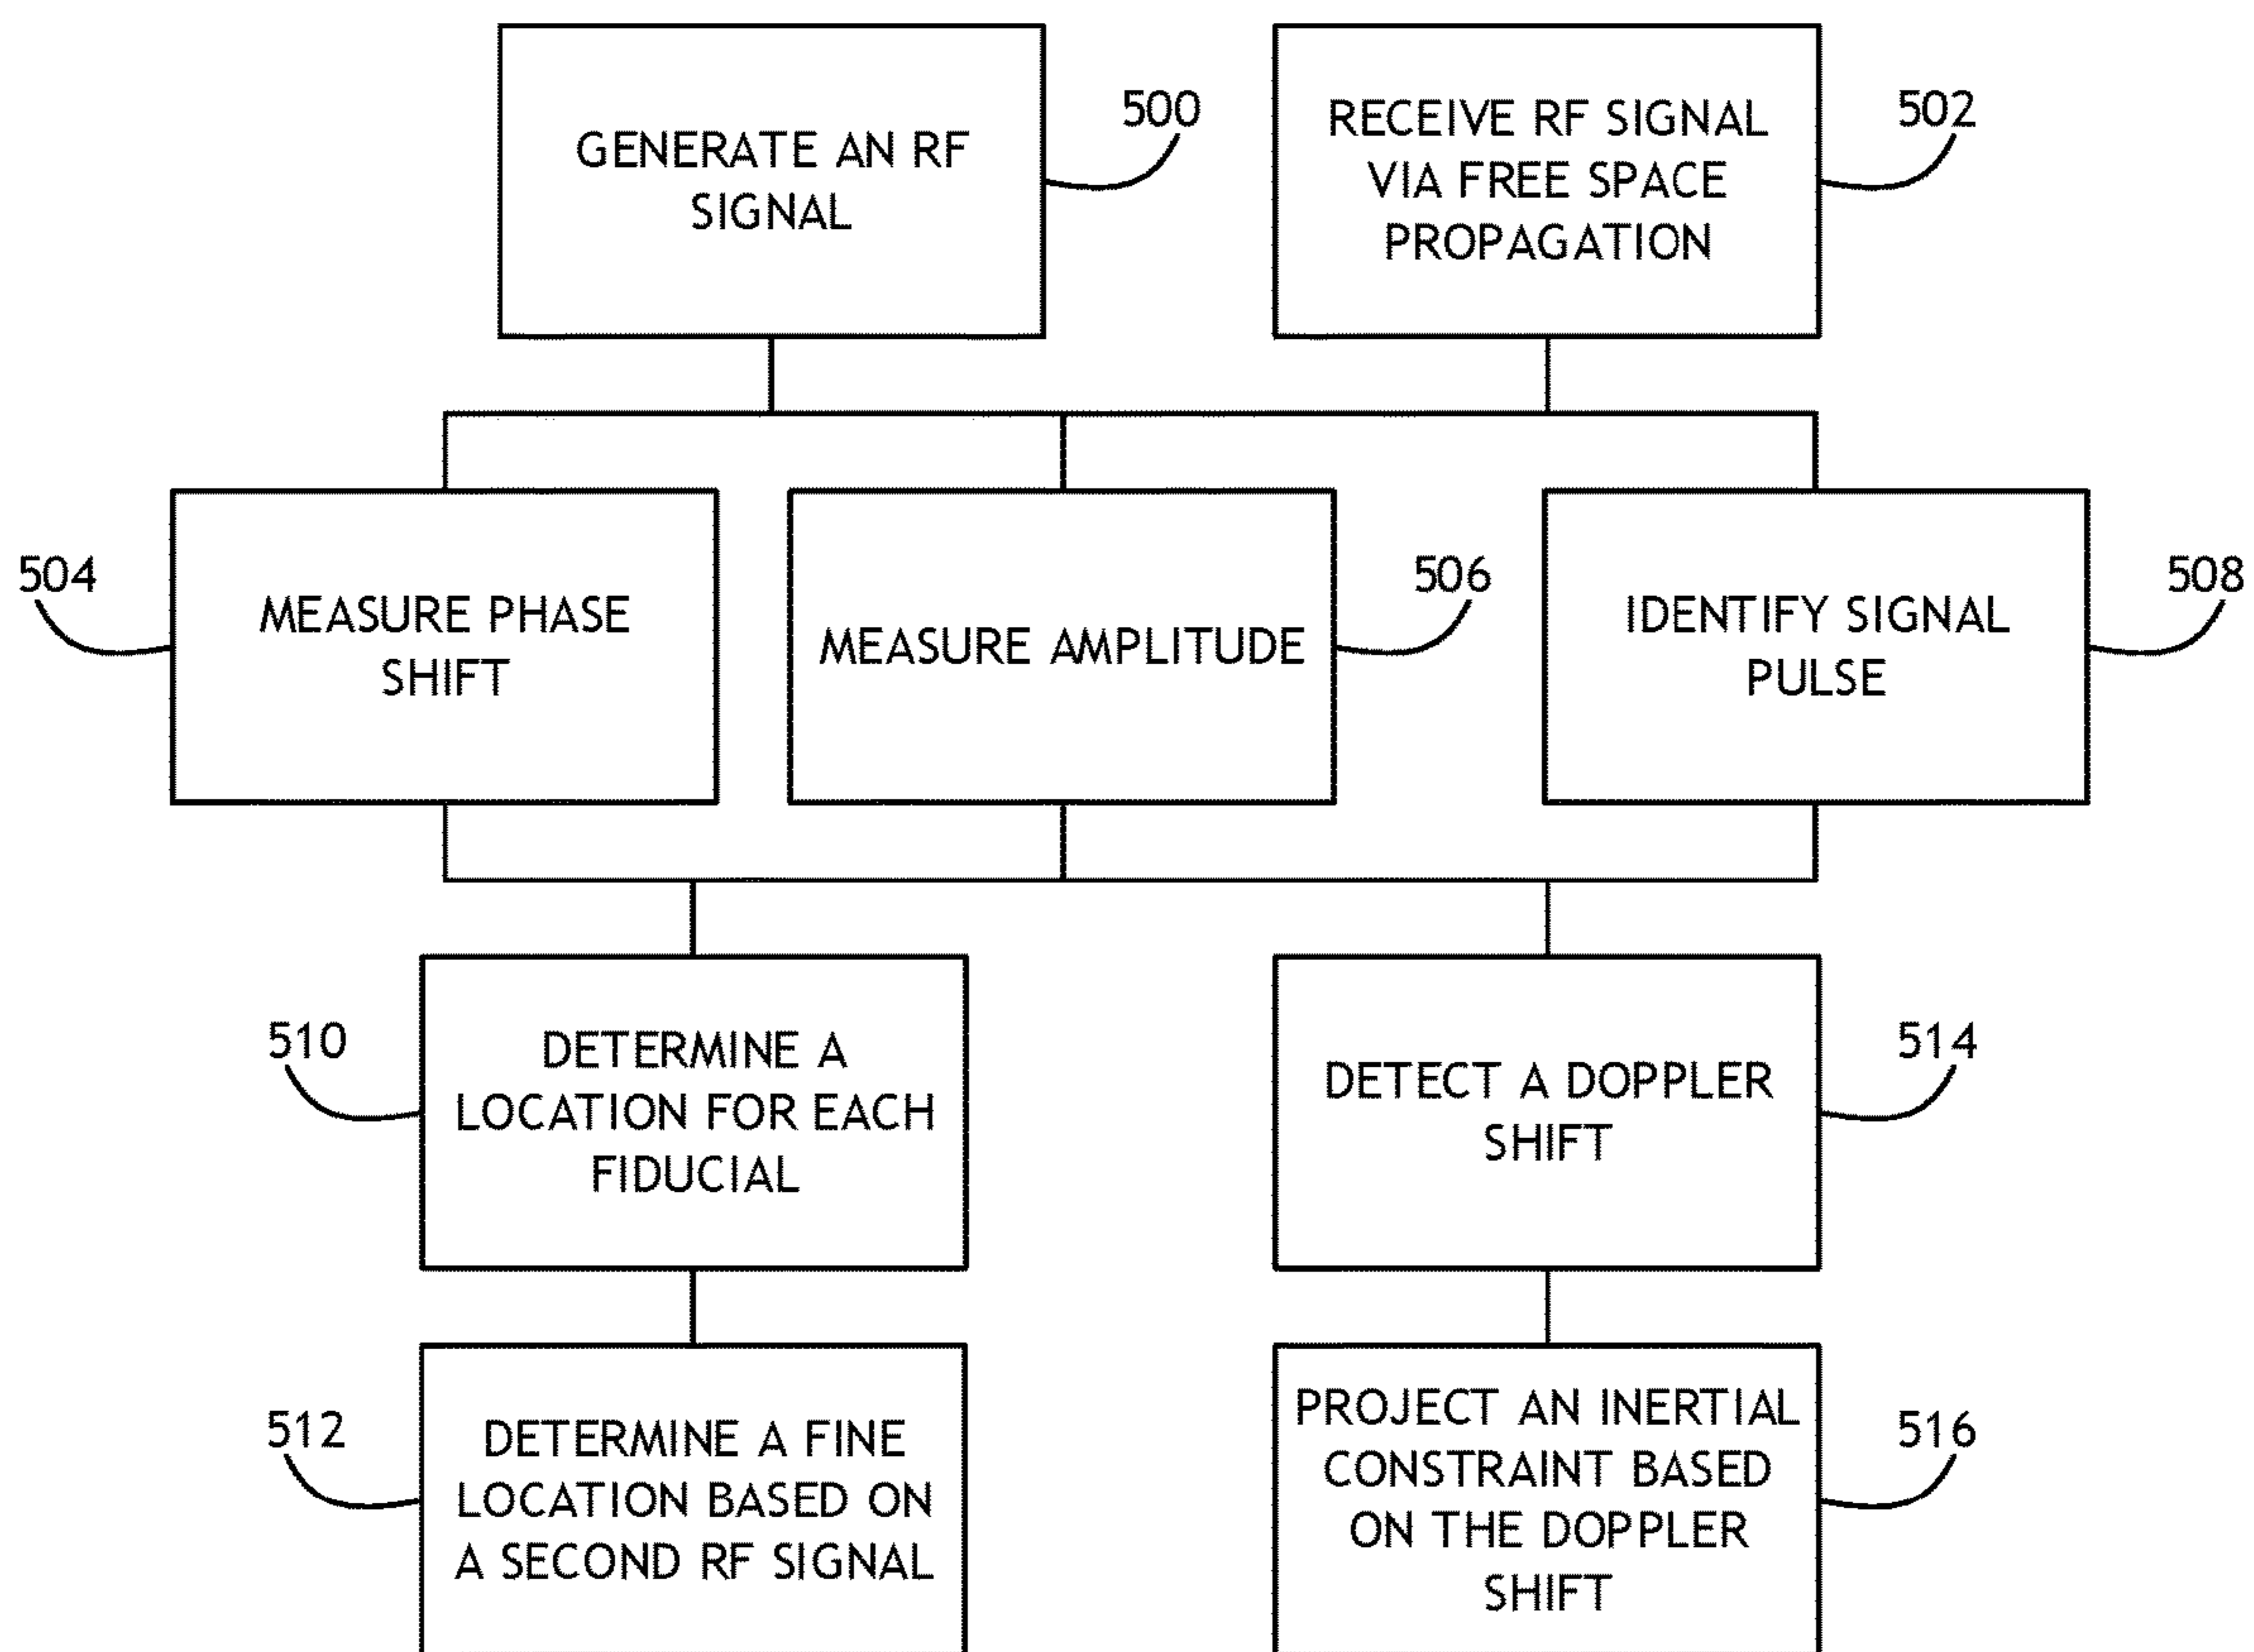 GENERATE AN RF
SIGNAL
500
RECEIVE RF SIGNAL
VIA FREE SPACE
PROPAGATION
502
504
MEASURE PHASE
SHIFT
MEASURE AMPLITUDE
506
IDENTIFY SIGNAL
PULSE
508
510
DETERMINE A
LOCATION FOR EACH
FIDUCIAL
DETECT A DOPPLER
SHIFT
514
512
DETERMINE A FINE
LOCATION BASED ON
A SECOND RF SIGNAL
PROJECT AN INERTIAL
CONSTRAINT BASED
ON THE DOPPLER
SHIFT
516